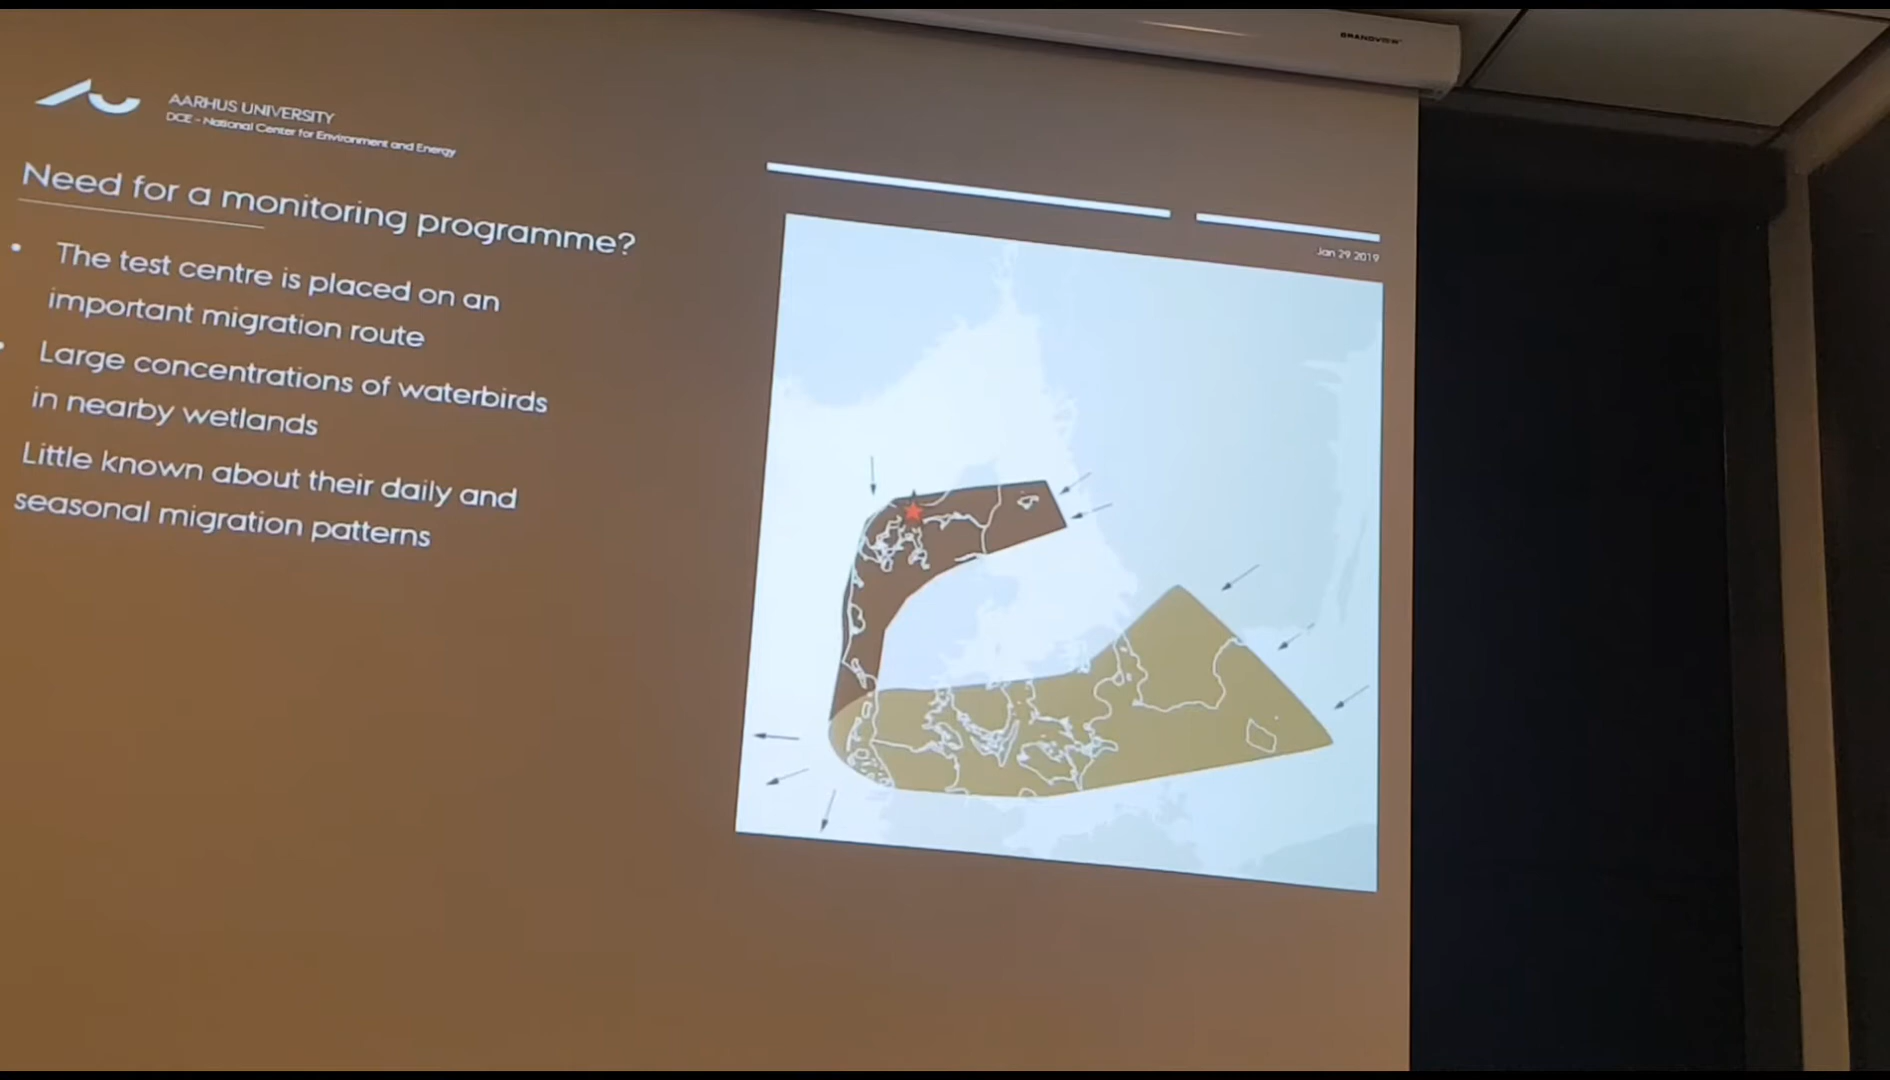 GRANDVIEW
AARHUS UNIVERSITY
DCE - National Center for Environment and Energy
Need for a monitoring programme?
Jan 29 2019
• The test centre is placed on an
important migration route
• Large concentrations of waterbirds
in nearby wetlands
Little known about their daily and
seasonal migration patterns